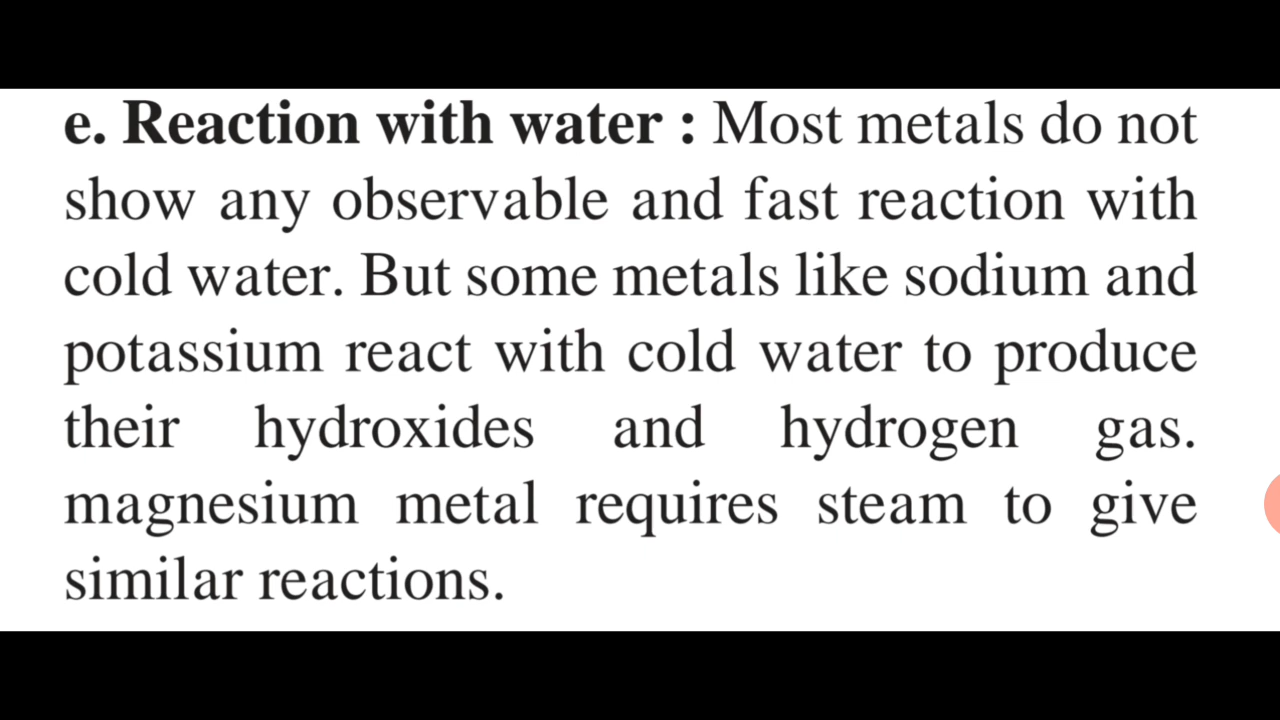 e. Reaction with water : Most metals do not
show any observable and fast reaction with
cold water. But some metals like sodium and
potassium react with cold water to produce
their hydroxides and hydrogen gas.
magnesium metal requires steam to give
similar reactions.